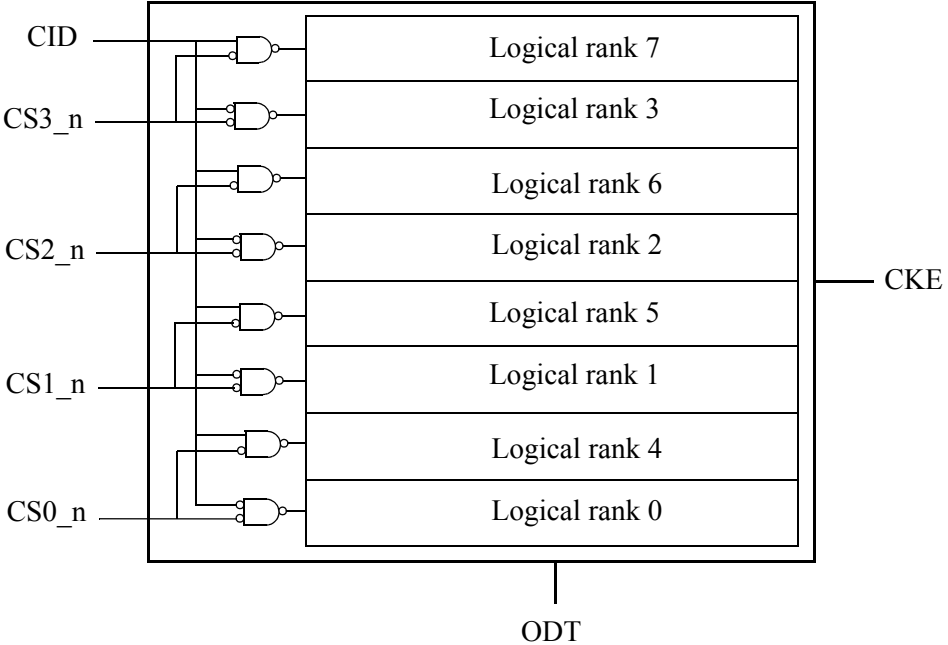 CID
Logical rank 7
CS3_n
Logical rank 3
Logical rank 6
CS2_n
Logical rank 2
CKE
Logical rank 5
CS1_n
Logical rank 1
Logical rank 4
CS0_n
Logical rank 0
ODT